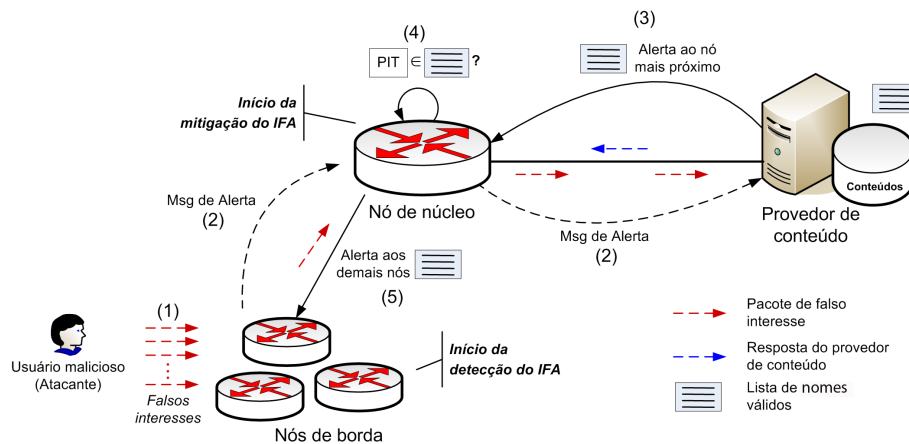 (3)
(4)
Alerta ao nó
mais próximo
PIT ∈ ?
Início da
mitigação do IFA
Conteúdos
Msg de Alerta
(2)
Nó de núcleo
Provedor de
conteúdo
Msg de Alerta
(2)
Alerta aos
demais nós
(5)
(1)
Usuário malicioso
(Atacante)
Falsos
interesses
Início da
detecção do IFA
Nós de borda
Pacote de falso
interesse
Resposta do provedor
de conteúdo
Lista de nomes
válidos